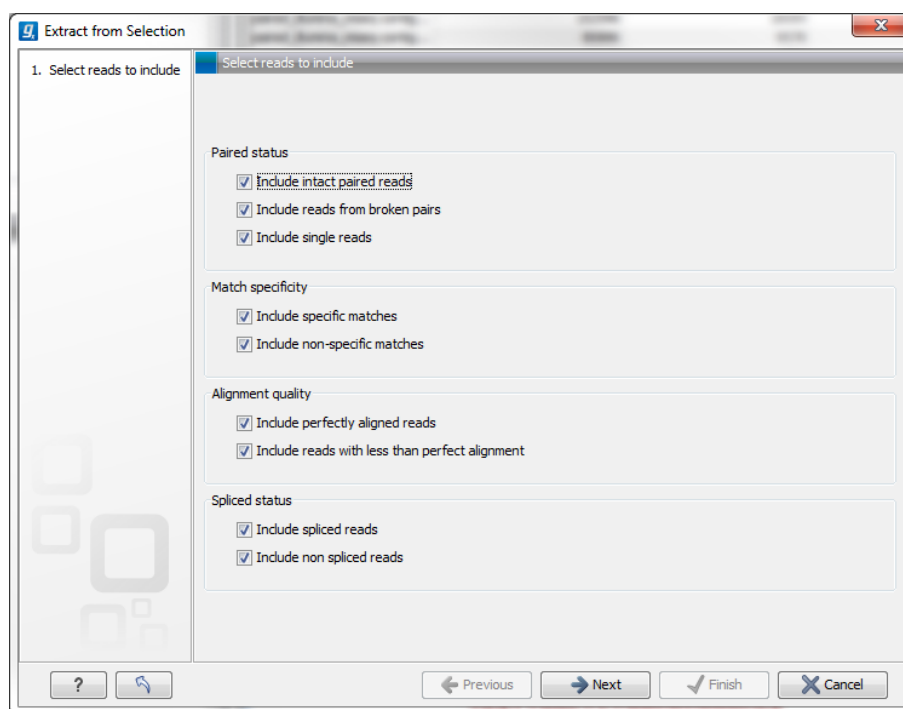 Extract from Selection
1. Select reads to include
Select reads to include
Paired status
Include intact paired reads
Include reads from broken pairs
Include single reads
Match specificity
Include specific matches
Include non-specific matches
Alignment quality
Include perfectly aligned reads
Include reads with less than perfect alignment
Spliced status
Include spliced reads
Include non spliced reads
?
Previous
Next
Finish
Cancel